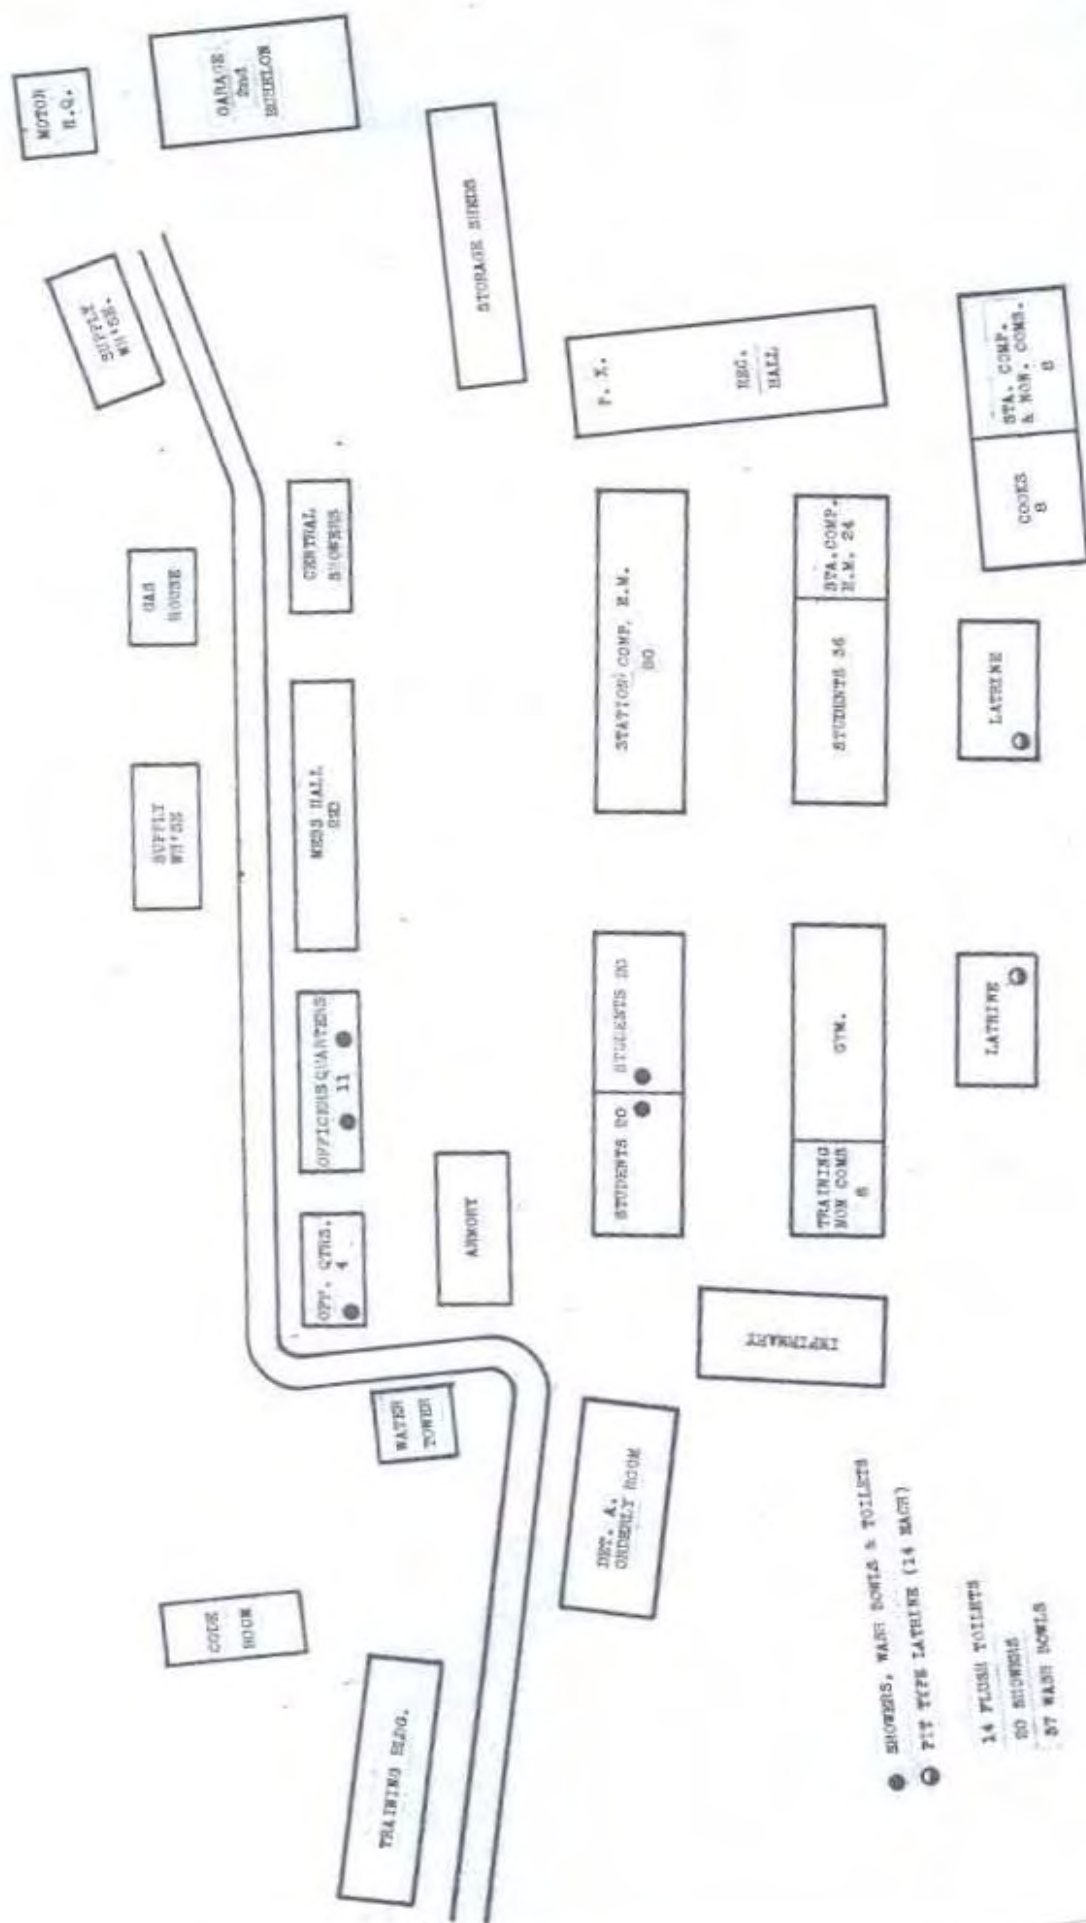 MOTOR
H.Q.
GARAGE
2nd
ECHELON
SUPPLY
WH'SE.
STORAGE SHEDS
GAS
HOUSE
CENTRAL
SHOWERS
P. X.
REC.
HALL
SUPPLY
WH'SE
MESS HALL
STATION COMP. E.M.
STA.COMP.
E.M. 24
STUDENTS 36
STA. COMP.
& NON. COMS.
8
COOKS
8
LATRINE
OFFICERS QUARTERS
11
OFF. QTRS.
4
ARMORY
STUDENTS 20
STUDENTS 20
GYM.
TRAINING
NON COMS
LATRINE
INFIRMARY
WATER
TOWER
DET. A.
ORDERLY ROOM
CODE
ROOM
TRAINING BLDG.
SHOWERS, WASH BOWLS & TOILETS
PIT TYPE LATRINE (14 EACH)
14 FLUSH TOILETS
20 SHOWERS
WASH BOWLS